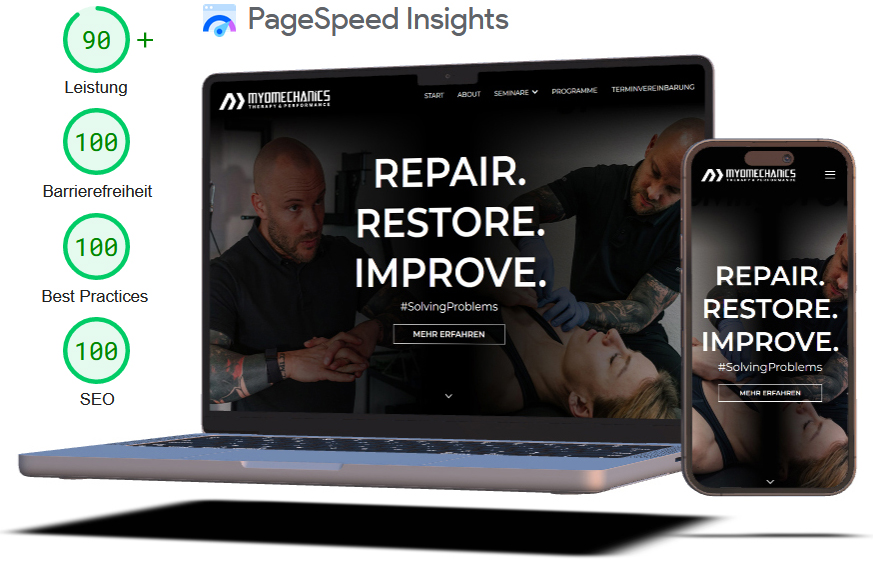 PageSpeed Insights
90 +
Leistung
100
Barrierefreiheit
100
Best Practices
100
SEO
MYOMECHANICS
THERAPY & PERFORMANCE
START ABOUT SEMINARE PROGRAMME TERMINVEREINBARUNG
REPAIR.
RESTORE.
IMPROVE.
#SolvingProblems
MEHR ERFAHREN
MYOMECHANICS
THERAPY & PERFORMANCE
REPAIR.
RESTORE.
IMPROVE.
#SolvingProblems
MEHR ERFAHREN